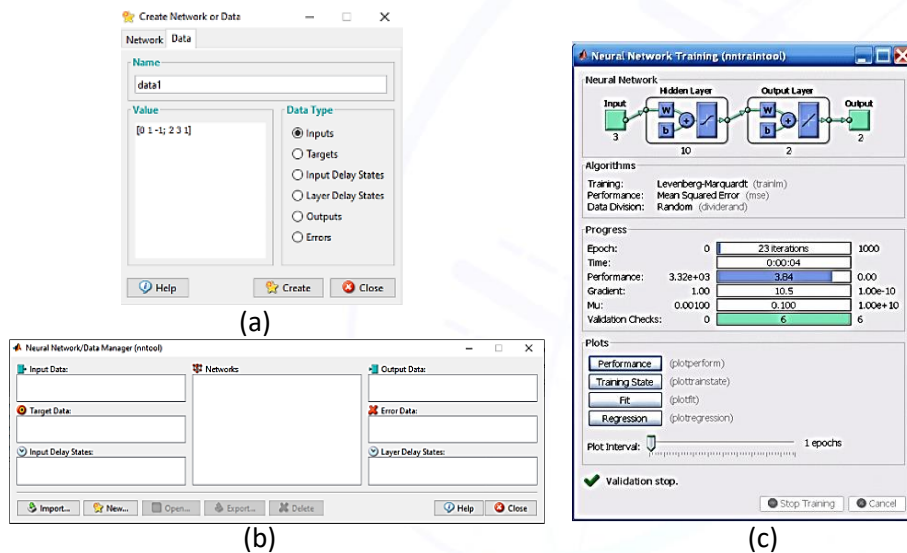 Create Network or Data
Network Data
Name
data1
Value
[0 1 -1; 2 3 1]
Data Type
Inputs
Targets
Input Delay States
Layer Delay States
Outputs
Errors
Help Create Close
(a)
Neural Network/Data Manager (nntool)
Input Data:
Networks
Output Data:
Target Data:
Error Data:
Input Delay States:
Layer Delay States:
Import... New... Open... Export... Delete Help Close
(b)
Neural Network Training (nntraintool)
Neural Network
Hidden Layer Output Layer
Input Output
W W
b b
+ +
3 2
10 2
Algorithms
Training: Levenberg-Marquardt (trainlm)
Performance: Mean Squared Error (mse)
Data Division: Random (dividerand)
Progress
Epoch: 0 23 iterations 1000
Time: 0:00:04
Performance: 3.32e+03 3.84 0.00
Gradient: 1.00 10.5 1.00e-10
Mu: 0.00100 0.100 1.00e+10
Validation Checks: 0 6 6
Plots
Performance (plotperform)
Training State (plottrainstate)
Fit (plotfit)
Regression (plotregression)
Plot Interval: 1 epochs
Validation stop.
Stop Training Cancel
(c)